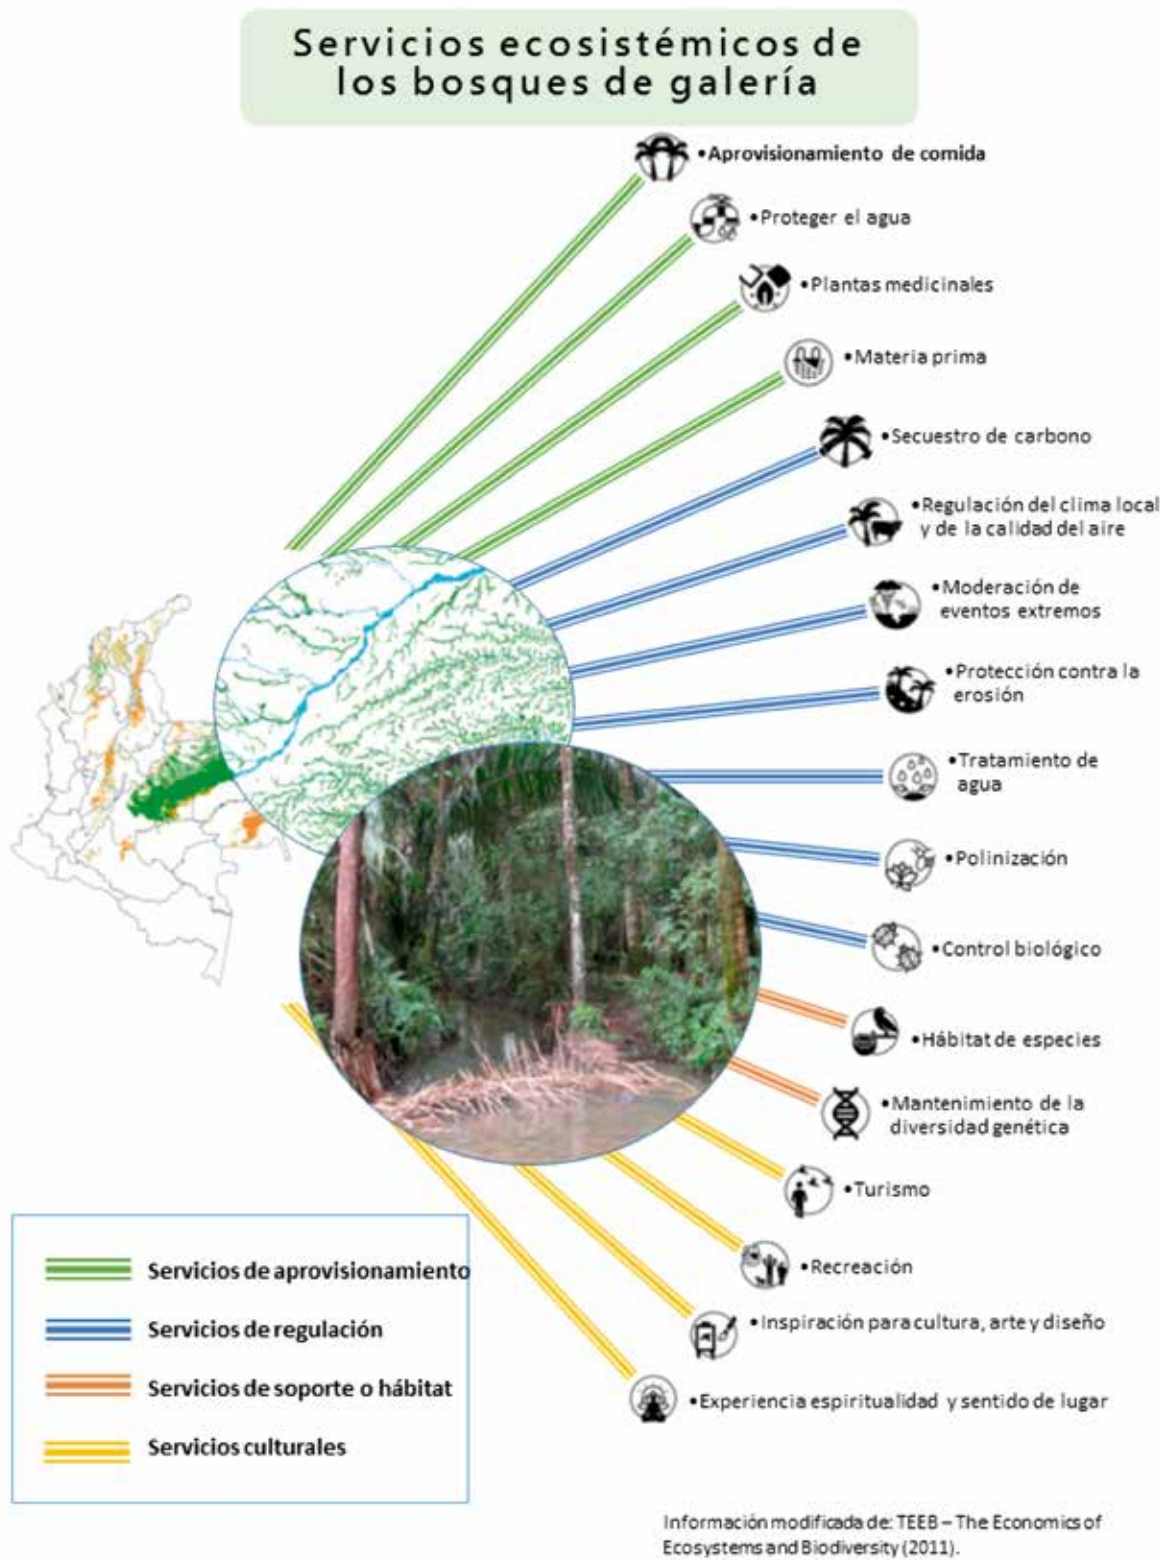 Servicios ecosistémicos de
los bosques de galería
•Aprovisionamiento de comida
•Proteger el agua
•Plantas medicinales
•Materia prima
•Secuestro de carbono
•Regulación del clima local
y de la calidad del aire
•Moderación de
eventos extremos
•Protección contra la
erosión
•Tratamiento de
agua
•Polinización
•Control biológico
•Hábitat de especies
•Mantenimiento de la
diversidad genética
•Turismo
•Recreación
•Inspiración para cultura, arte y diseño
•Experiencia espiritualidad y sentido de lugar
Servicios de aprovisionamiento
Servicios de regulación
Servicios de soporte o hábitat
Servicios culturales
Información modificada de: TEEB – The Economics of
Ecosystems and Biodiversity (2011).